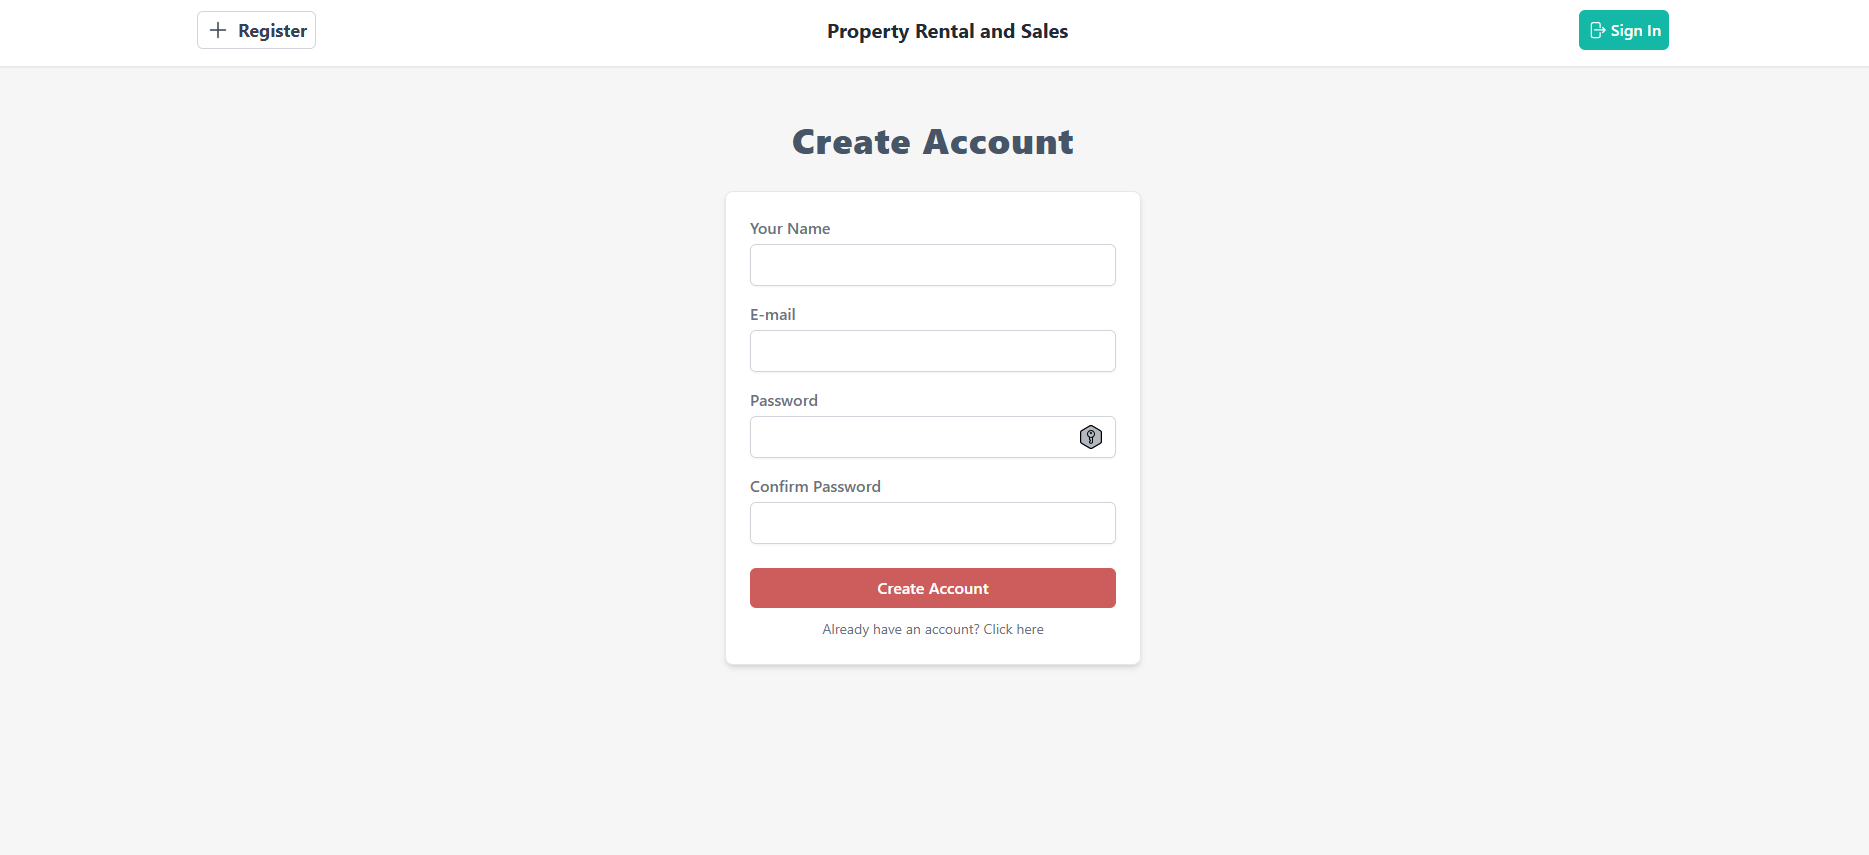 Register
Property Rental and Sales
Sign In
Create Account
Your Name
E-mail
Password
Confirm Password
Create Account
Already have an account? Click here